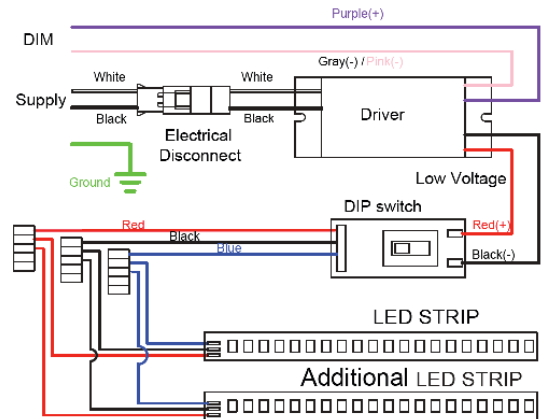 Purple(+)
DIM
Gray(-) / Pink(-)
White
White
Supply
Driver
Black
Black
Electrical
Disconnect
Ground
Low Voltage
DIP switch
Red
Red(+)
Black
Blue
Black(-)
LED STRIP
Additional LED STRIP